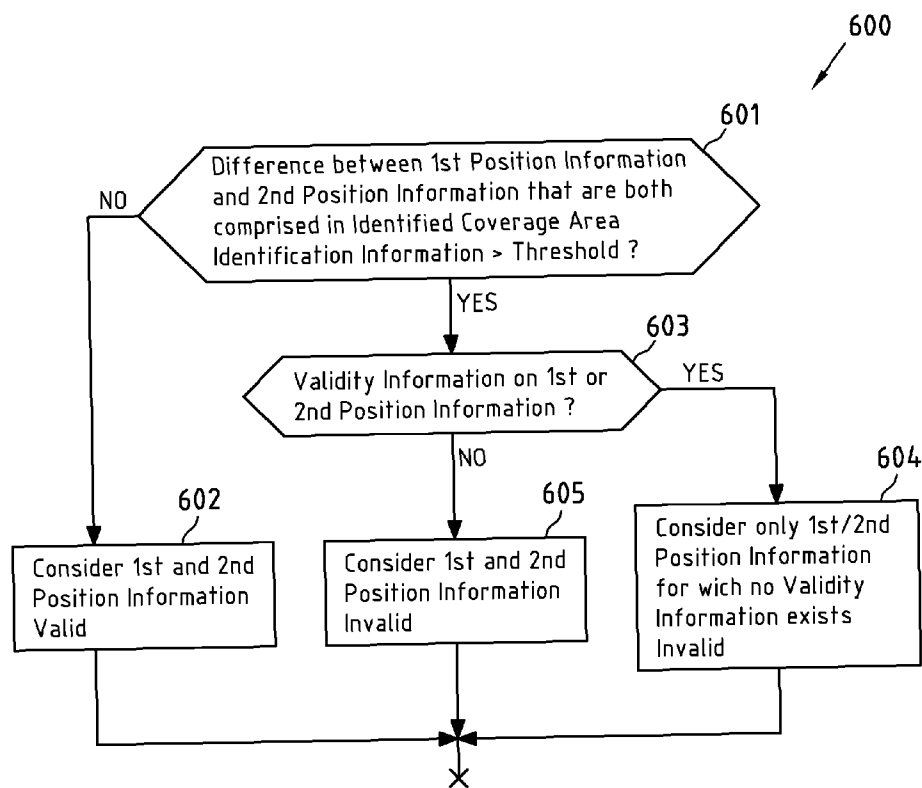 600
601
Difference between 1st Position Information
and 2nd Position Information that are both
comprised in Identified Coverage Area
Identification Information > Threshold ?
NO
YES
603
Validity Information on 1st or
2nd Position Information ?
YES
NO
602
Consider 1st and 2nd
Position Information
Valid
605
Consider 1st and 2nd
Position Information
Invalid
604
Consider only 1st/2nd
Position Information
for wich no Validity
Information exists
Invalid